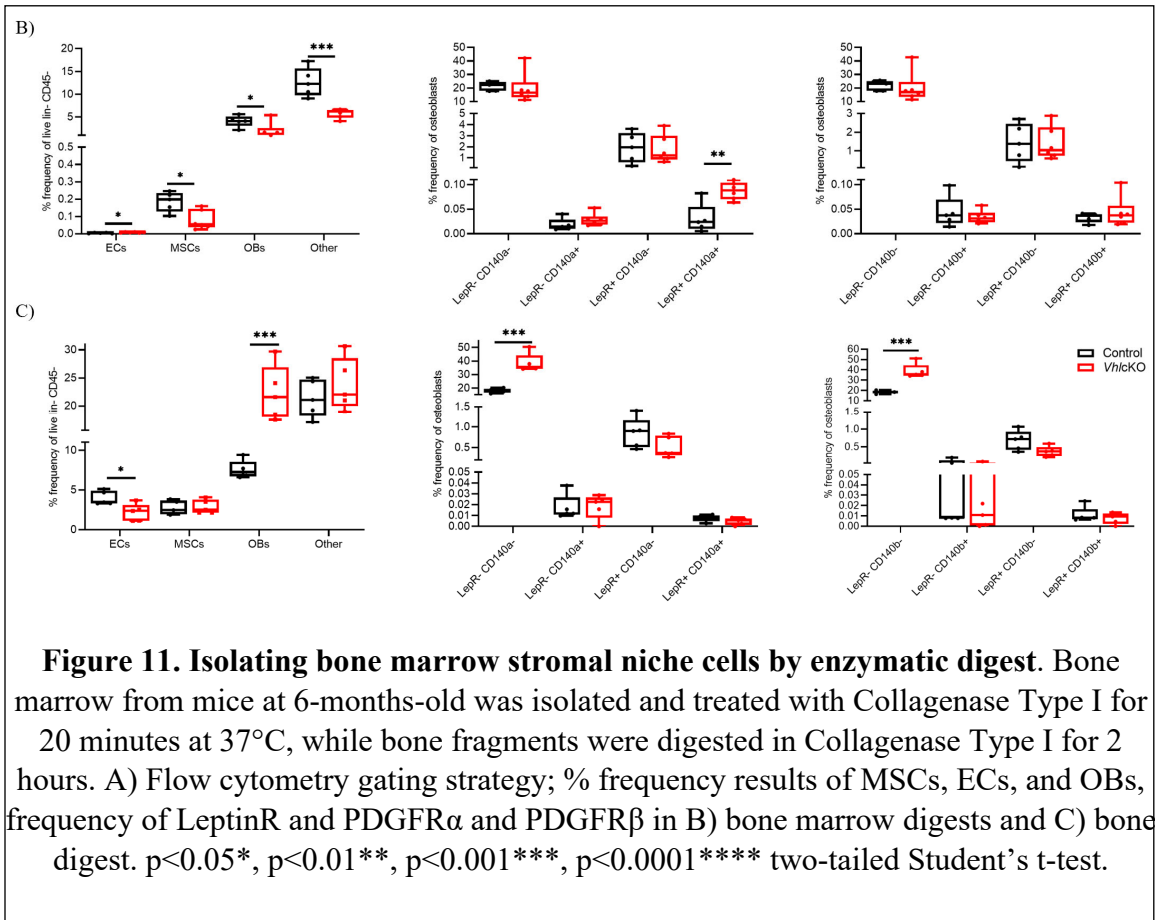 B)
% frequency of live lin- CD45-
20
15
10
5
0.5
0.4
0.3
0.2
0.1
0.0
*
*
*
***
ECs
MSCs
OBs
Other
% frequency of osteoblasts
50
40
30
20
10
5
4
3
2
1
0.10
0.05
0.00
**
LepR- CD140a-
LepR- CD140a+
LepR+ CD140a-
LepR+ CD140a+
% frequency of osteoblasts
50
40
30
20
10
3
2
1
0.10
0.05
0.00
LepR- CD140b-
LepR- CD140b+
LepR+ CD140b-
LepR+ CD140b+
C)
% frequency of live lin- CD45-
30
25
20
10
5
0
*
***
ECs
MSCs
OBs
Other
% frequency of osteoblasts
60
50
40
30
20
10
1.5
1.0
0.5
0.05
0.04
0.03
0.02
0.01
0.00
***
LepR- CD140a-
LepR- CD140a+
LepR+ CD140a-
LepR+ CD140a+
% frequency of osteoblasts
60
50
40
30
20
10
1.5
1.0
0.5
0.05
0.04
0.03
0.02
0.01
0.00
***
LepR- CD140b-
LepR- CD140b+
LepR+ CD140b-
LepR+ CD140b+
Control
VhlcKO
Figure 11. Isolating bone marrow stromal niche cells by enzymatic digest. Bone
marrow from mice at 6-months-old was isolated and treated with Collagenase Type I for
20 minutes at 37°C, while bone fragments were digested in Collagenase Type I for 2
hours. A) Flow cytometry gating strategy; % frequency results of MSCs, ECs, and OBs,
frequency of LeptinR and PDGFRα and PDGFRβ in B) bone marrow digests and C) bone
digest. p<0.05*, p<0.01**, p<0.001***, p<0.0001**** two-tailed Student's t-test.